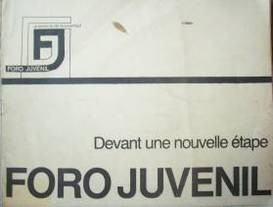 FJ
FORO JUVENIL
Devant une nouvelle étape
FORO JUVENIL